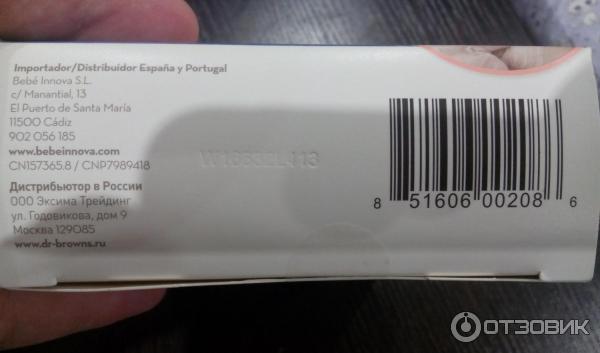 Importador/Distribuidor España y Portugal
Bebé Innova S.L.
c/ Manantial, 13
El Puerto de Santa María
11500 Cádiz
902 056 185
www.bebeinnova.com
CN157365.8 / CNP7989418
Дистрибьютор в России
ООО Эксима Трейдинг
ул. Годовикова, дом 9
Москва 129085
www.dr-browns.ru
8 51606 00208 6
ОТЗОВИК